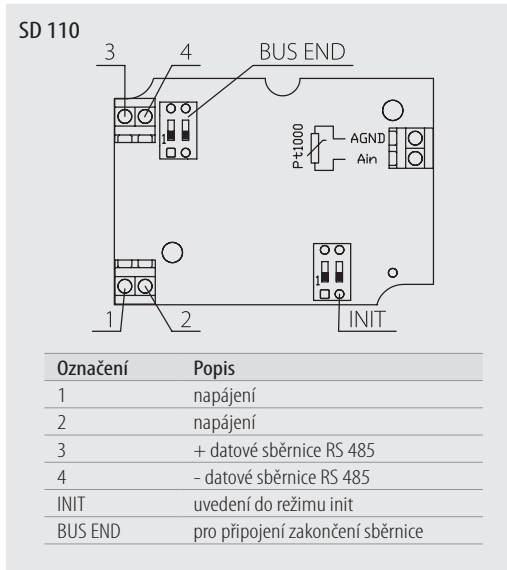 SD 110
3 4 BUS END
1
Pt1000
AGND
Ain
1
1 2 INIT
Označení Popis
1 napájení
2 napájení
3 + datové sběrnice RS 485
4 - datové sběrnice RS 485
INIT uvedení do režimu init
BUS END pro připojení zakončení sběrnice